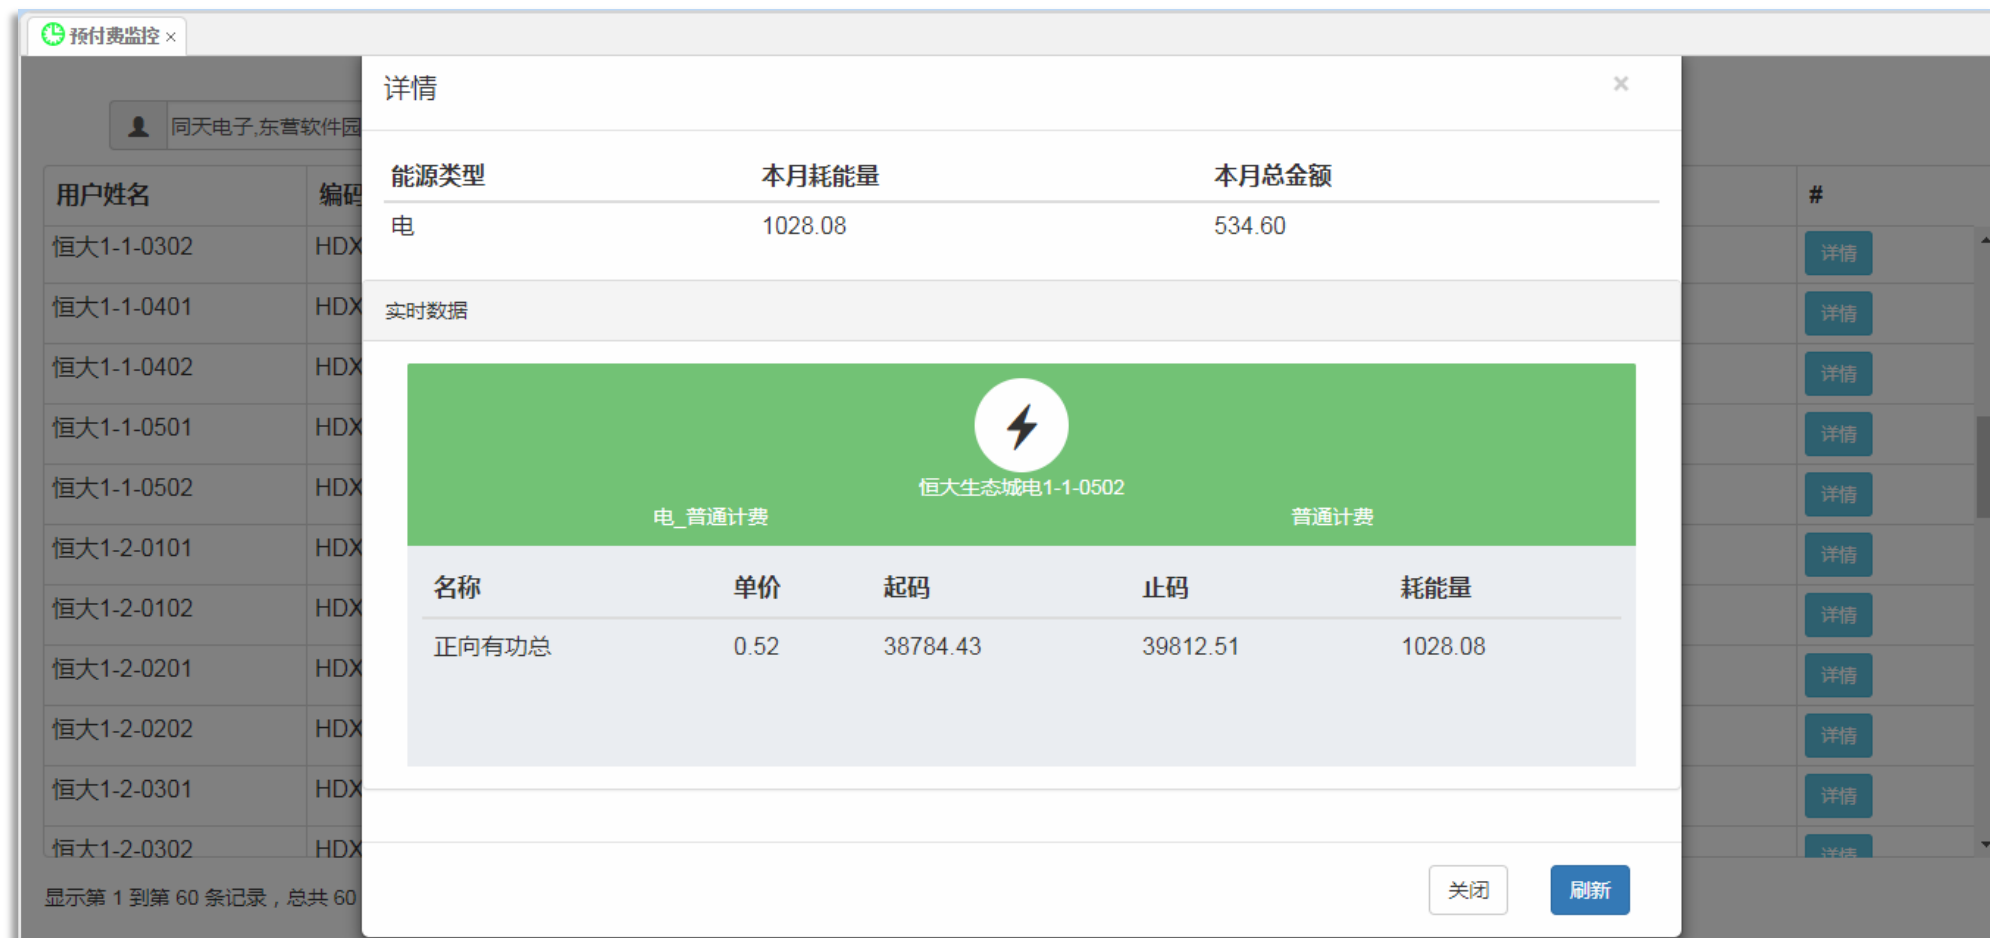 预付费监控 ×
同天电子,东营软件园
用户姓名 编码 #
恒大1-1-0302 HDX 详情
恒大1-1-0401 HDX 详情
恒大1-1-0402 HDX 详情
恒大1-1-0501 HDX 详情
恒大1-1-0502 HDX 详情
恒大1-2-0101 HDX 详情
恒大1-2-0102 HDX 详情
恒大1-2-0201 HDX 详情
恒大1-2-0202 HDX 详情
恒大1-2-0301 HDX 详情
恒大1-2-0302 HDX 详情
显示第 1 到第 60 条记录，总共 60
详情 ×
能源类型 本月耗能量 本月总金额
电 1028.08 534.60
实时数据
恒大生态城电1-1-0502
电_普通计费 普通计费
名称 单价 起码 止码 耗能量
正向有功总 0.52 38784.43 39812.51 1028.08
关闭 刷新